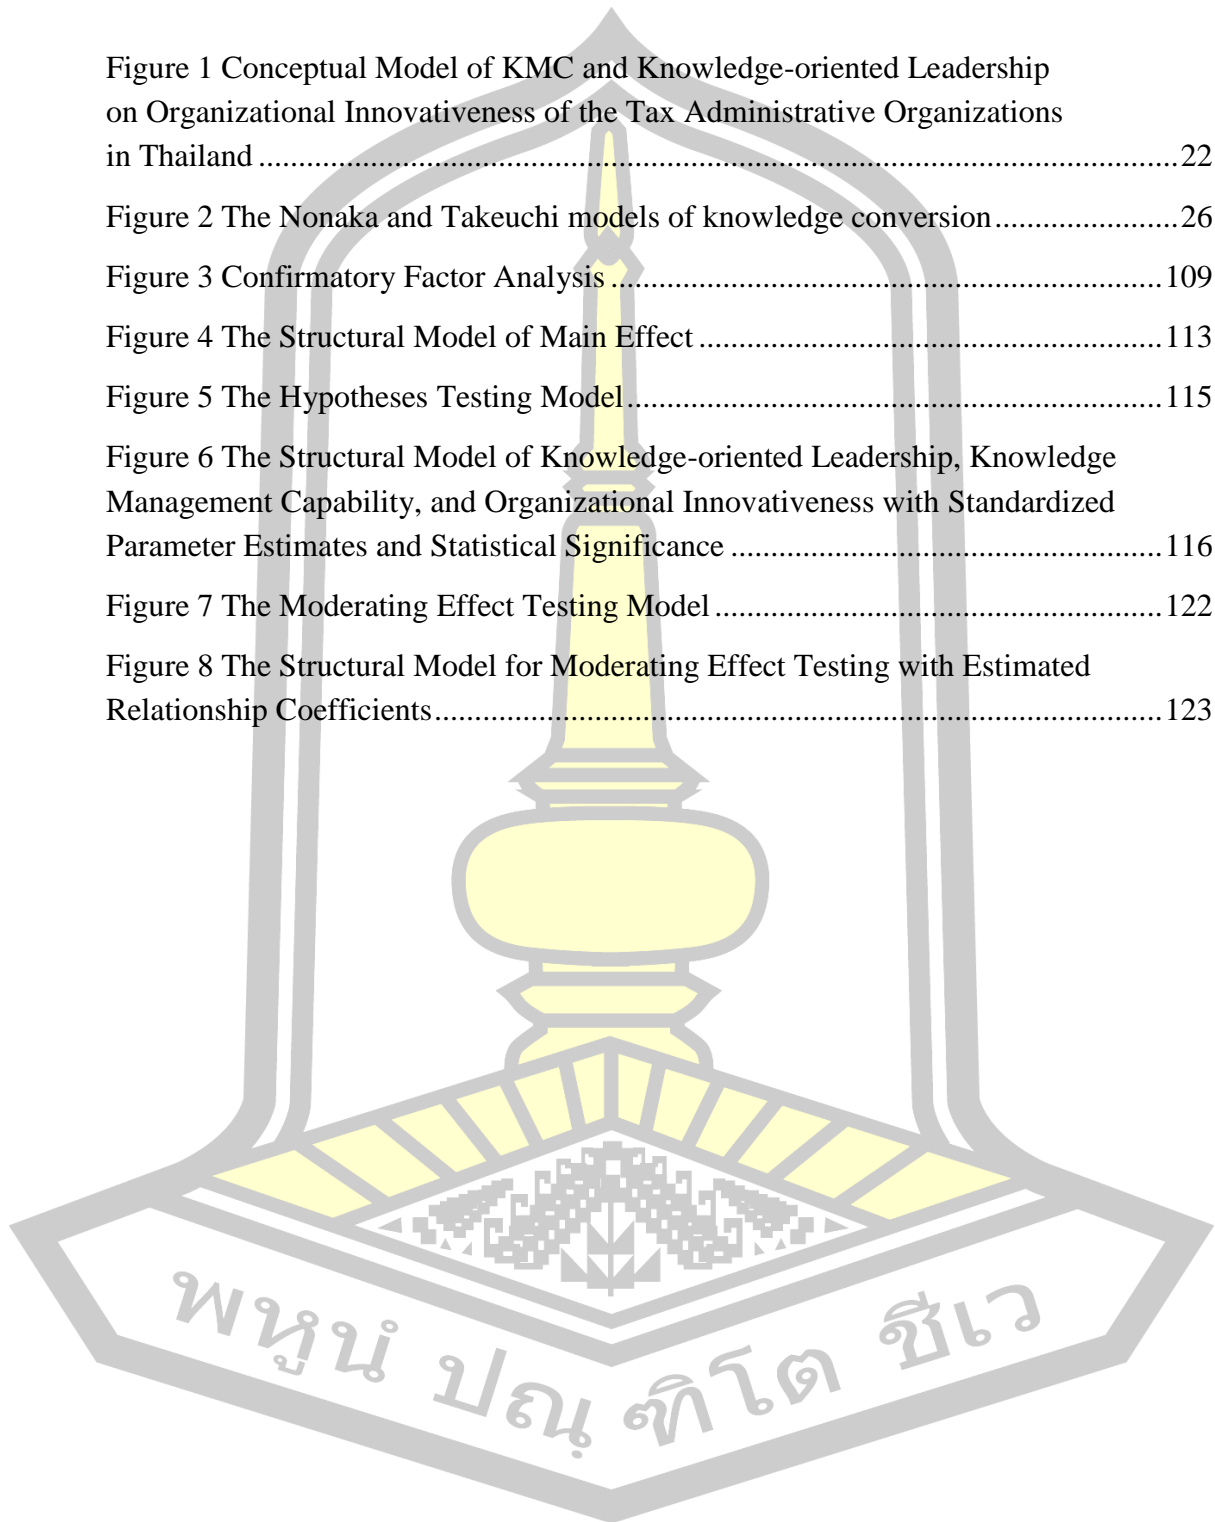 Figure 1 Conceptual Model of KMC and Knowledge-oriented Leadership
on Organizational Innovativeness of the Tax Administrative Organizations
in Thailand ....................................................................................................................22
Figure 2 The Nonaka and Takeuchi models of knowledge conversion.......................26
Figure 3 Confirmatory Factor Analysis .....................................................................109
Figure 4 The Structural Model of Main Effect ..........................................................113
Figure 5 The Hypotheses Testing Model...................................................................115
Figure 6 The Structural Model of Knowledge-oriented Leadership, Knowledge
Management Capability, and Organizational Innovativeness with Standardized
Parameter Estimates and Statistical Significance ......................................................116
Figure 7 The Moderating Effect Testing Model ........................................................122
Figure 8 The Structural Model for Moderating Effect Testing with Estimated
Relationship Coefficients...........................................................................................123
พหูนํ ปณฺ ฑิโต ชีเว